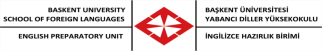 BASKENT UNIVERSITY
SCHOOL OF FOREIGN LANGUAGES
ENGLISH PREPARATORY UNIT
BAŞKENT ÜNİVERSİTESİ
YABANCI DİLLER YÜKSEKOKULU
İNGİLİZCE HAZIRLIK BİRİMİ